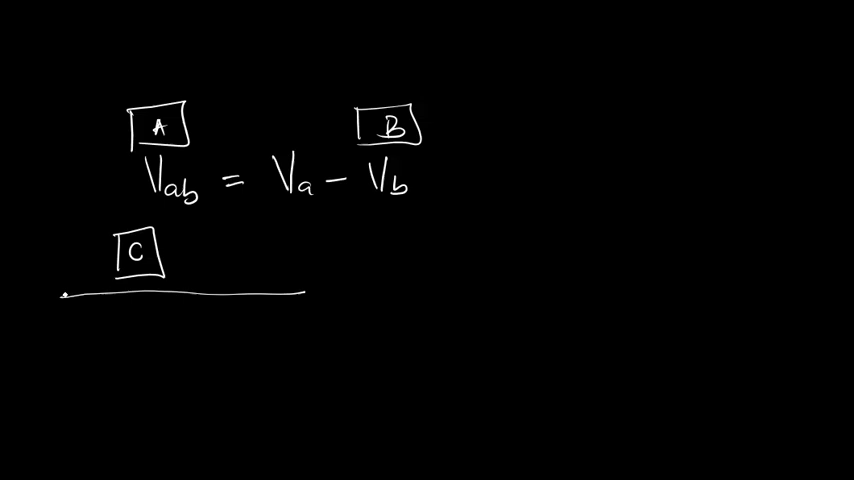 A B
Vab = Va - Vb
C